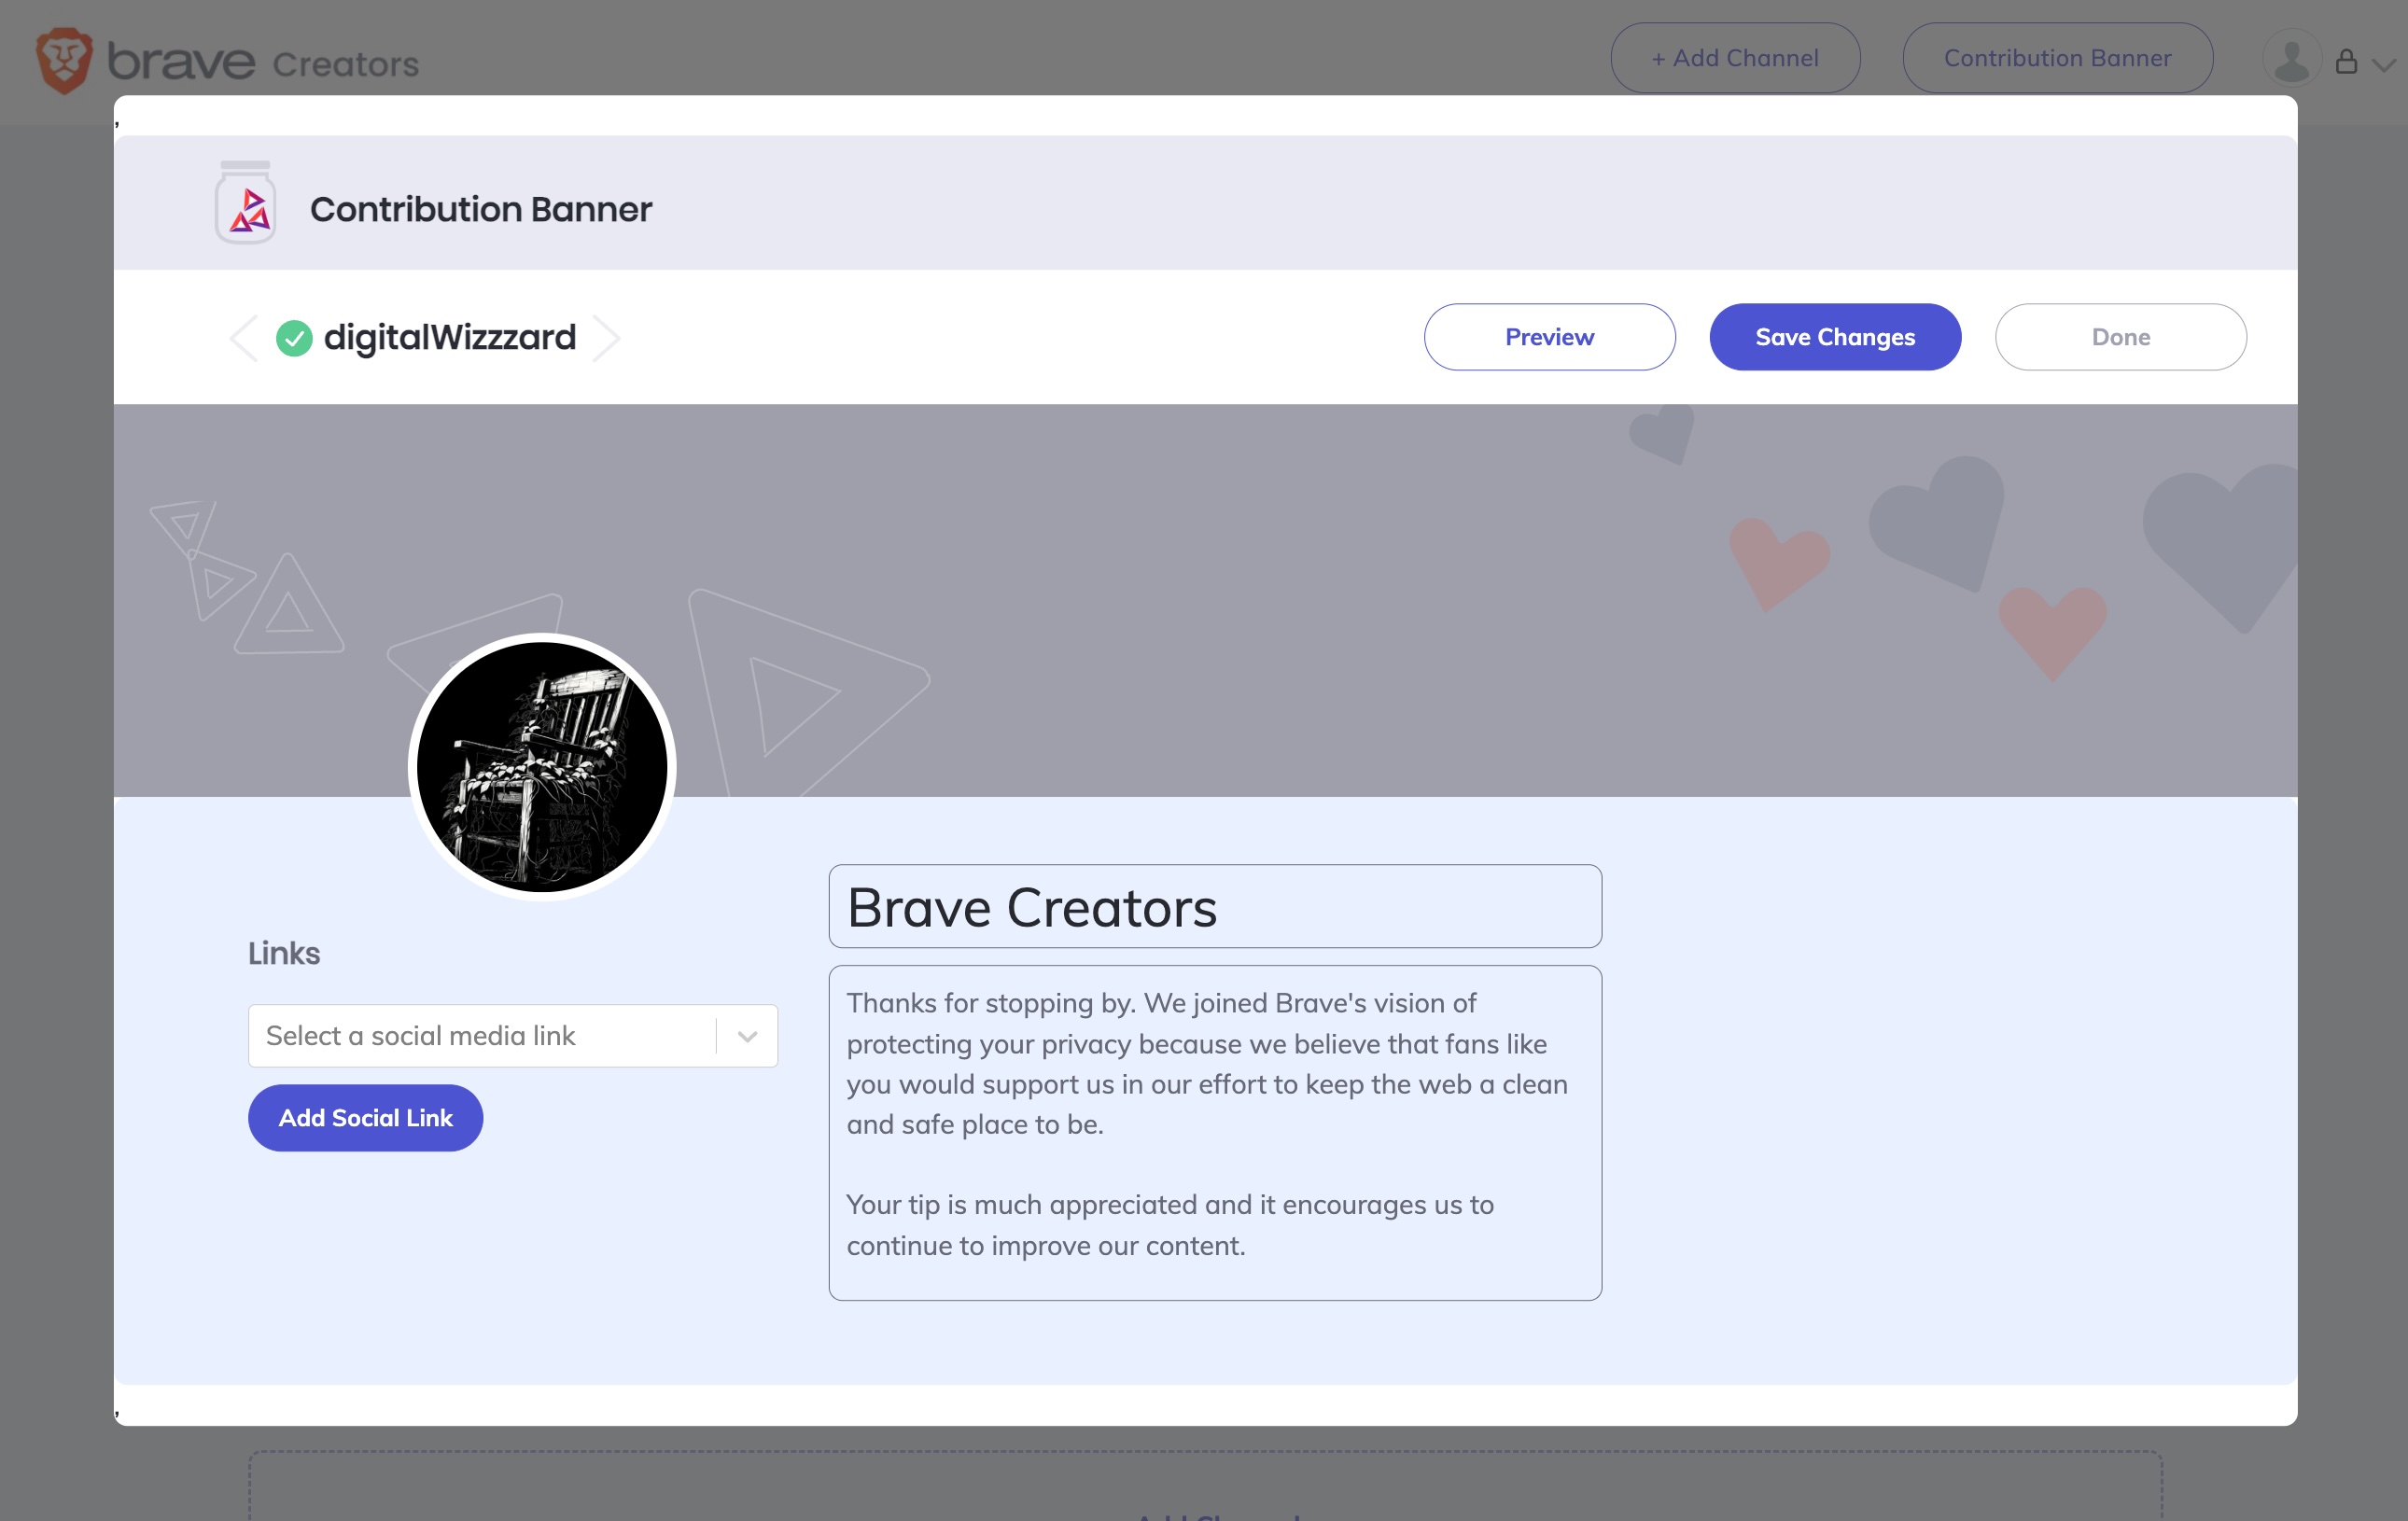 brave Creators
+ Add Channel
Contribution Banner
,
Contribution Banner
digitalWizzzard
Preview
Save Changes
Done
Brave Creators
Links
Select a social media link
Add Social Link
Thanks for stopping by. We joined Brave's vision of
protecting your privacy because we believe that fans like
you would support us in our effort to keep the web a clean
and safe place to be.
Your tip is much appreciated and it encourages us to
continue to improve our content.
,
Add Channel